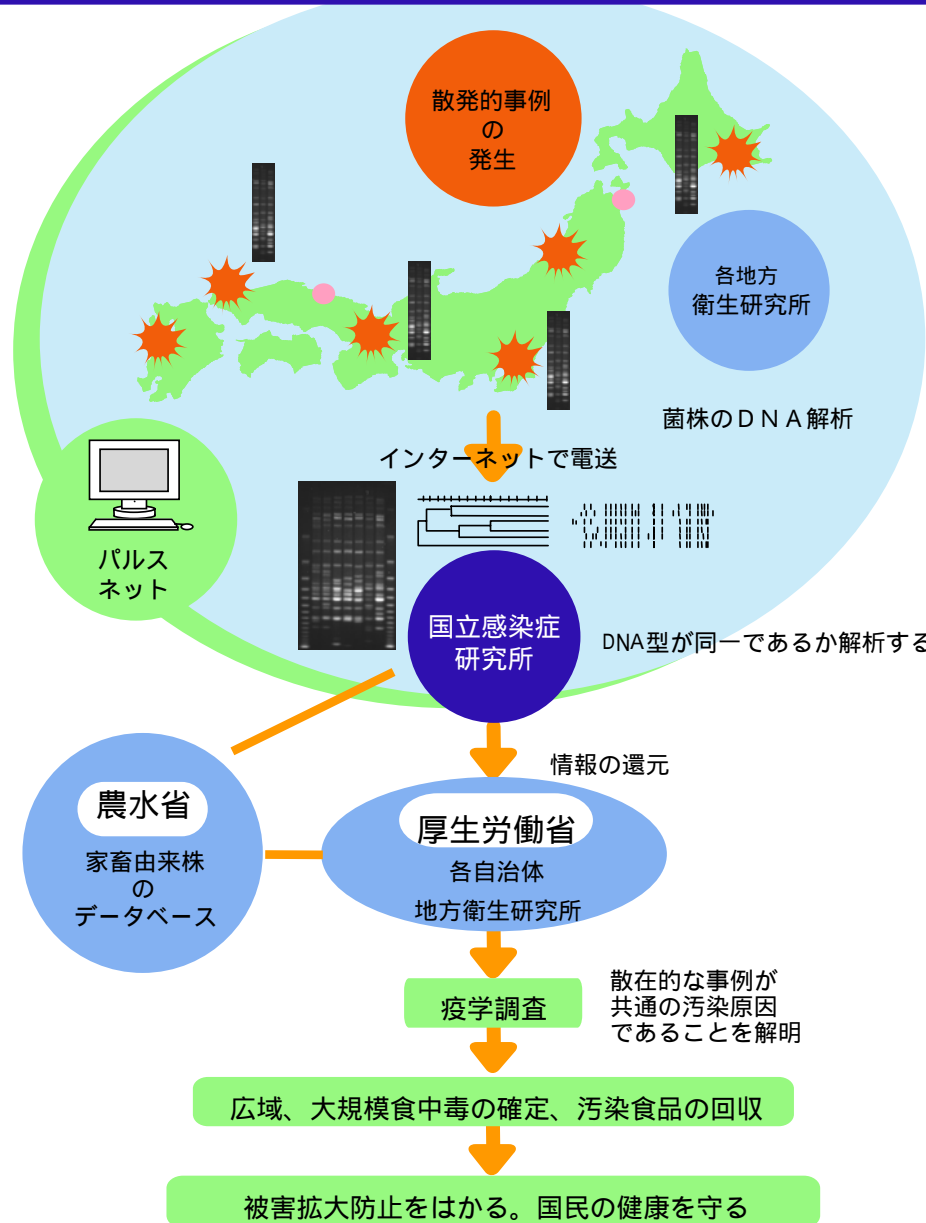 散発的事例
の
発生
各地方
衛生研究所
菌株のＤＮＡ解析
インターネットで電送
パルス
ネット
国立感染症
研究所
DNA型が同一であるか解析する
情報の還元
農水省
家畜由来株
の
データベース
厚生労働省
各自治体
地方衛生研究所
疫学調査
散在的な事例が
共通の汚染原因
であることを解明
広域、大規模食中毒の確定、汚染食品の回収
被害拡大防止をはかる。国民の健康を守る